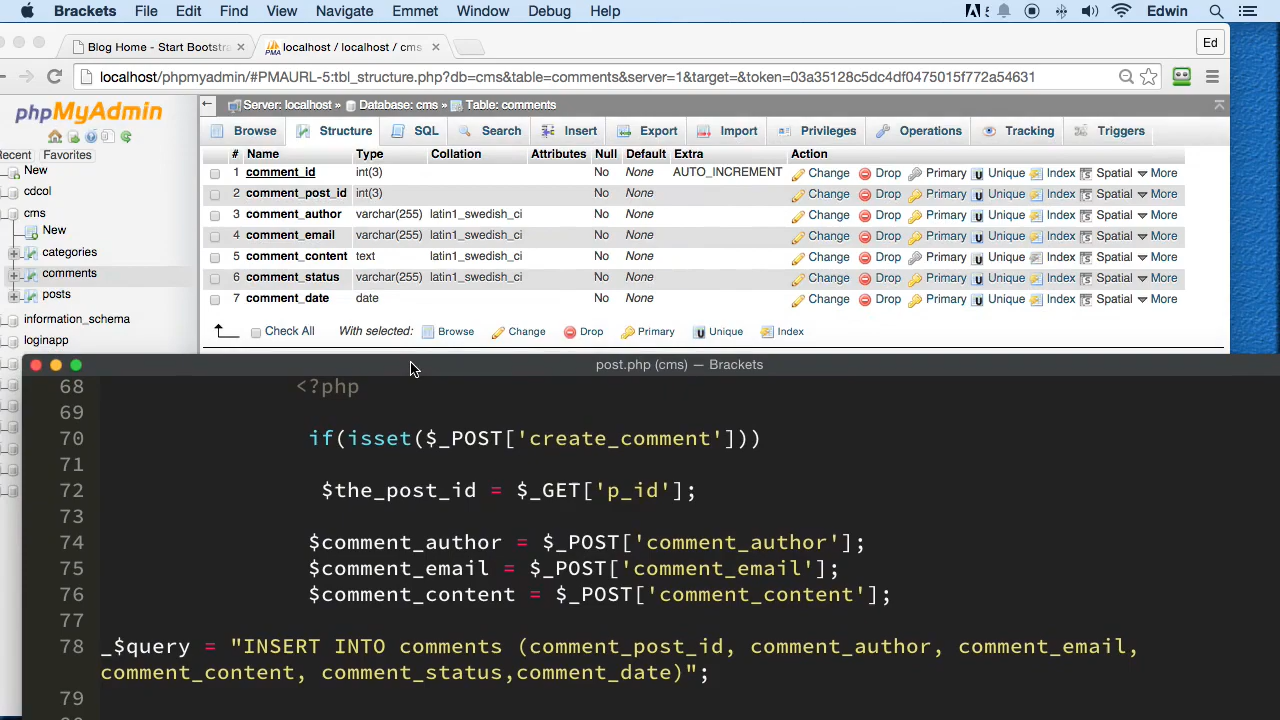 Brackets File Edit Find View Navigate Emmet Window Debug Help Edwin
Blog Home - Start Bootstra localhost / localhost / cms Ed
localhost/phpmyadmin/#PMAURL-5:tbl_structure.php?db=cms&table=comments&server=1&target=&token=03a35128c5dc4df0475015f772a54631
phpMyAdmin
Recent Favorites
New
cdcol
cms
New
categories
comments
posts
information_schema
loginapp
Server: localhost » Database: cms » Table: comments
Browse Structure SQL Search Insert Export Import Privileges Operations Tracking Triggers
# Name Type Collation Attributes Null Default Extra Action
1 comment_id int(3) No None AUTO_INCREMENT Change Drop Primary Unique Index Spatial More
2 comment_post_id int(3) No None Change Drop Primary Unique Index Spatial More
3 comment_author varchar(255) latin1_swedish_ci No None Change Drop Primary Unique Index Spatial More
4 comment_email varchar(255) latin1_swedish_ci No None Change Drop Primary Unique Index Spatial More
5 comment_content text latin1_swedish_ci No None Change Drop Primary Unique Index Spatial More
6 comment_status varchar(255) latin1_swedish_ci No None Change Drop Primary Unique Index Spatial More
7 comment_date date No None Change Drop Primary Unique Index Spatial More
Check All With selected: Browse Change Drop Primary Unique Index
post.php (cms) — Brackets
68 <?php
69
70 if(isset($_POST['create_comment']))
71
72 $the_post_id = $_GET['p_id'];
73
74 $comment_author = $_POST['comment_author'];
75 $comment_email = $_POST['comment_email'];
76 $comment_content = $_POST['comment_content'];
77
78 _$query = "INSERT INTO comments (comment_post_id, comment_author, comment_email,
comment_content, comment_status,comment_date)";
79